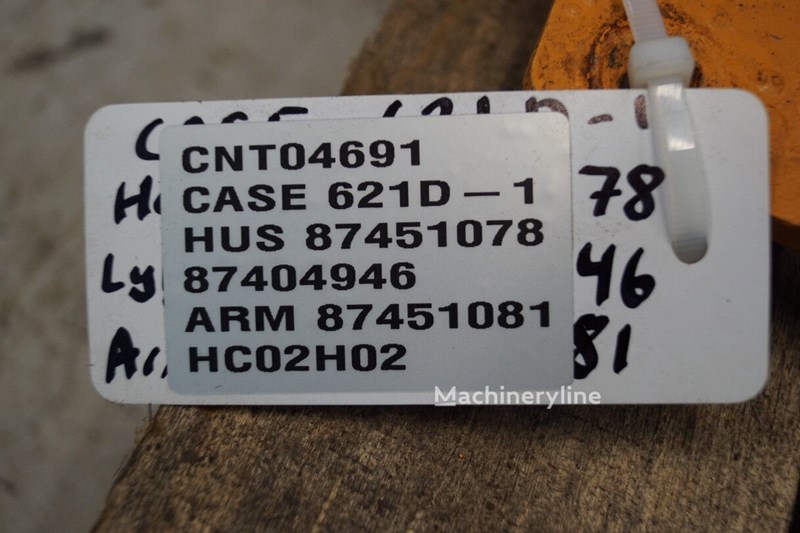 CNT04691
CASE 621D – 1
HUS 87451078
87404946
ARM 87451081
HC02H02
78
46
81
Machineryline